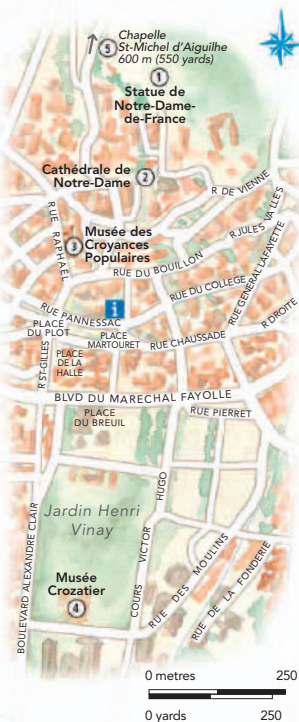 5 Chapelle
St-Michel d'Aiguilhe
600 m (550 yards)
1
Statue de
Notre-Dame-
de-France
Cathédrale de
Notre-Dame 2
R DE VIENNE
RUE RAPHAEL
3 Musée des
Croyances
Populaires
R JULES VALLES
RUE DU BOUILLON
RUE GENERAL LAFAYETTE
RUE DU COLLEGE
i
RUE PANNESSAC
R DROITE
PLACE
DU PLOT
PLACE
MARTOURET
RUE CHAUSSADE
R ST-GILLES
PLACE
DE LA
HALLE
BLVD DU MARECHAL FAYOLLE
PLACE
DU BREUIL
RUE PIERRET
Jardin Henri
Vinay
COURS VICTOR HUGO
BOULEVARD ALEXANDRE CLAIR
RUE DES MOULINS
RUE DE LA FONDERIE
Musée
Crozatier
4
0 metres 250
0 yards 250